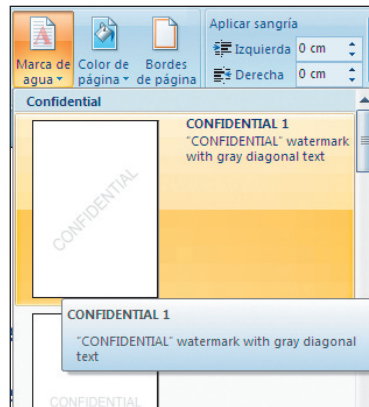 Aplicar sangría
Izquierda 0 cm
Derecha 0 cm
Marca de agua
Color de página
Bordes de página
Confidential
CONFIDENTIAL
CONFIDENTIAL 1
"CONFIDENTIAL" watermark
with gray diagonal text
CONFIDENTIAL 1
"CONFIDENTIAL" watermark with gray diagonal
text
CONFIDENTIAL